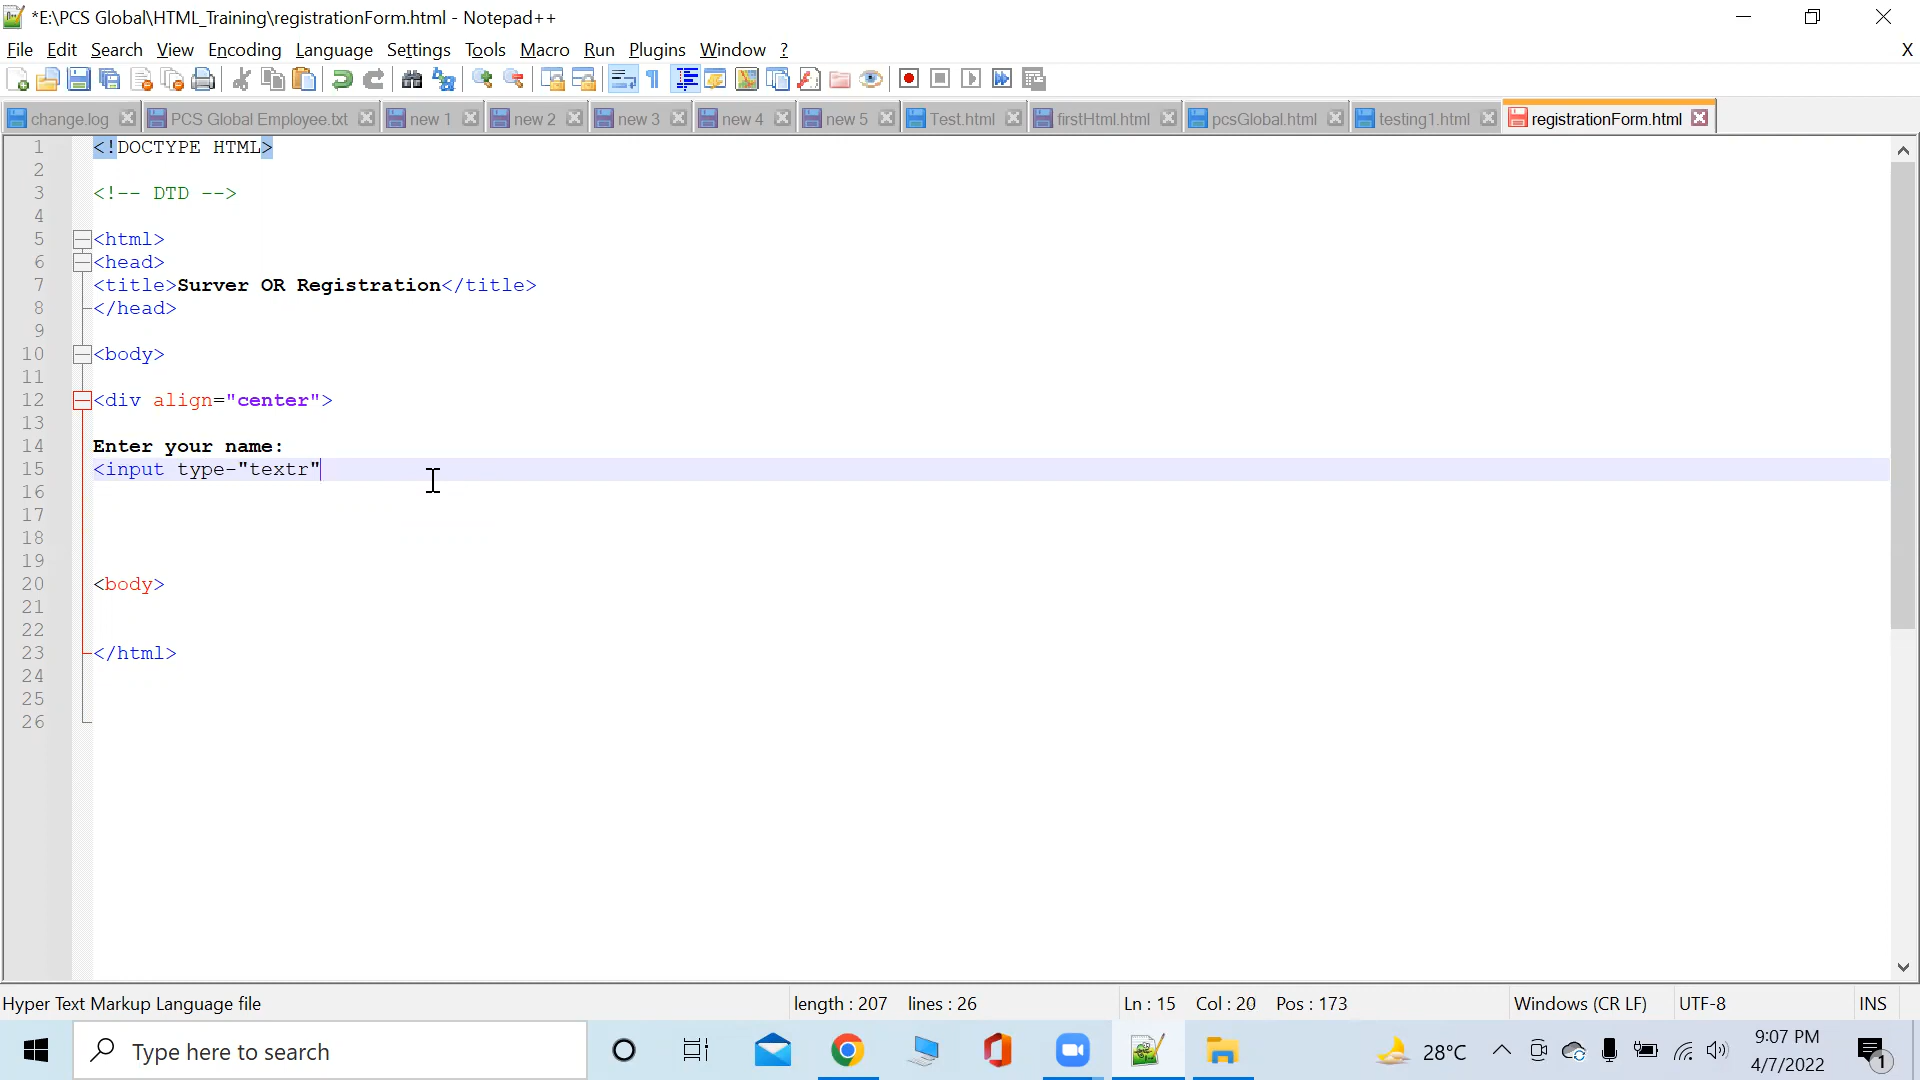 *E:\PCS Global\HTML_Training\registrationForm.html - Notepad++
File Edit Search View Encoding Language Settings Tools Macro Run Plugins Window ? X
change.log PCS Global Employee.txt new 1 new 2 new 3 new 4 new 5 Test.html firstHtml.html pcsGlobal.html testing1.html registrationForm.html
1 <!DOCTYPE HTML>
2
3 <!-- DTD -->
4
5 <html>
6 <head>
7 <title>Surver OR Registration</title>
8 </head>
9
10 <body>
11
12 <div align="center">
13
14 Enter your name:
15 <input type-"textr"
16
17
18
19
20 <body>
21
22
23 </html>
24
25
26
Hyper Text Markup Language file length : 207 lines : 26 Ln : 15 Col : 20 Pos : 173 Windows (CR LF) UTF-8 INS
Type here to search 28°C 9:07 PM
4/7/2022 1